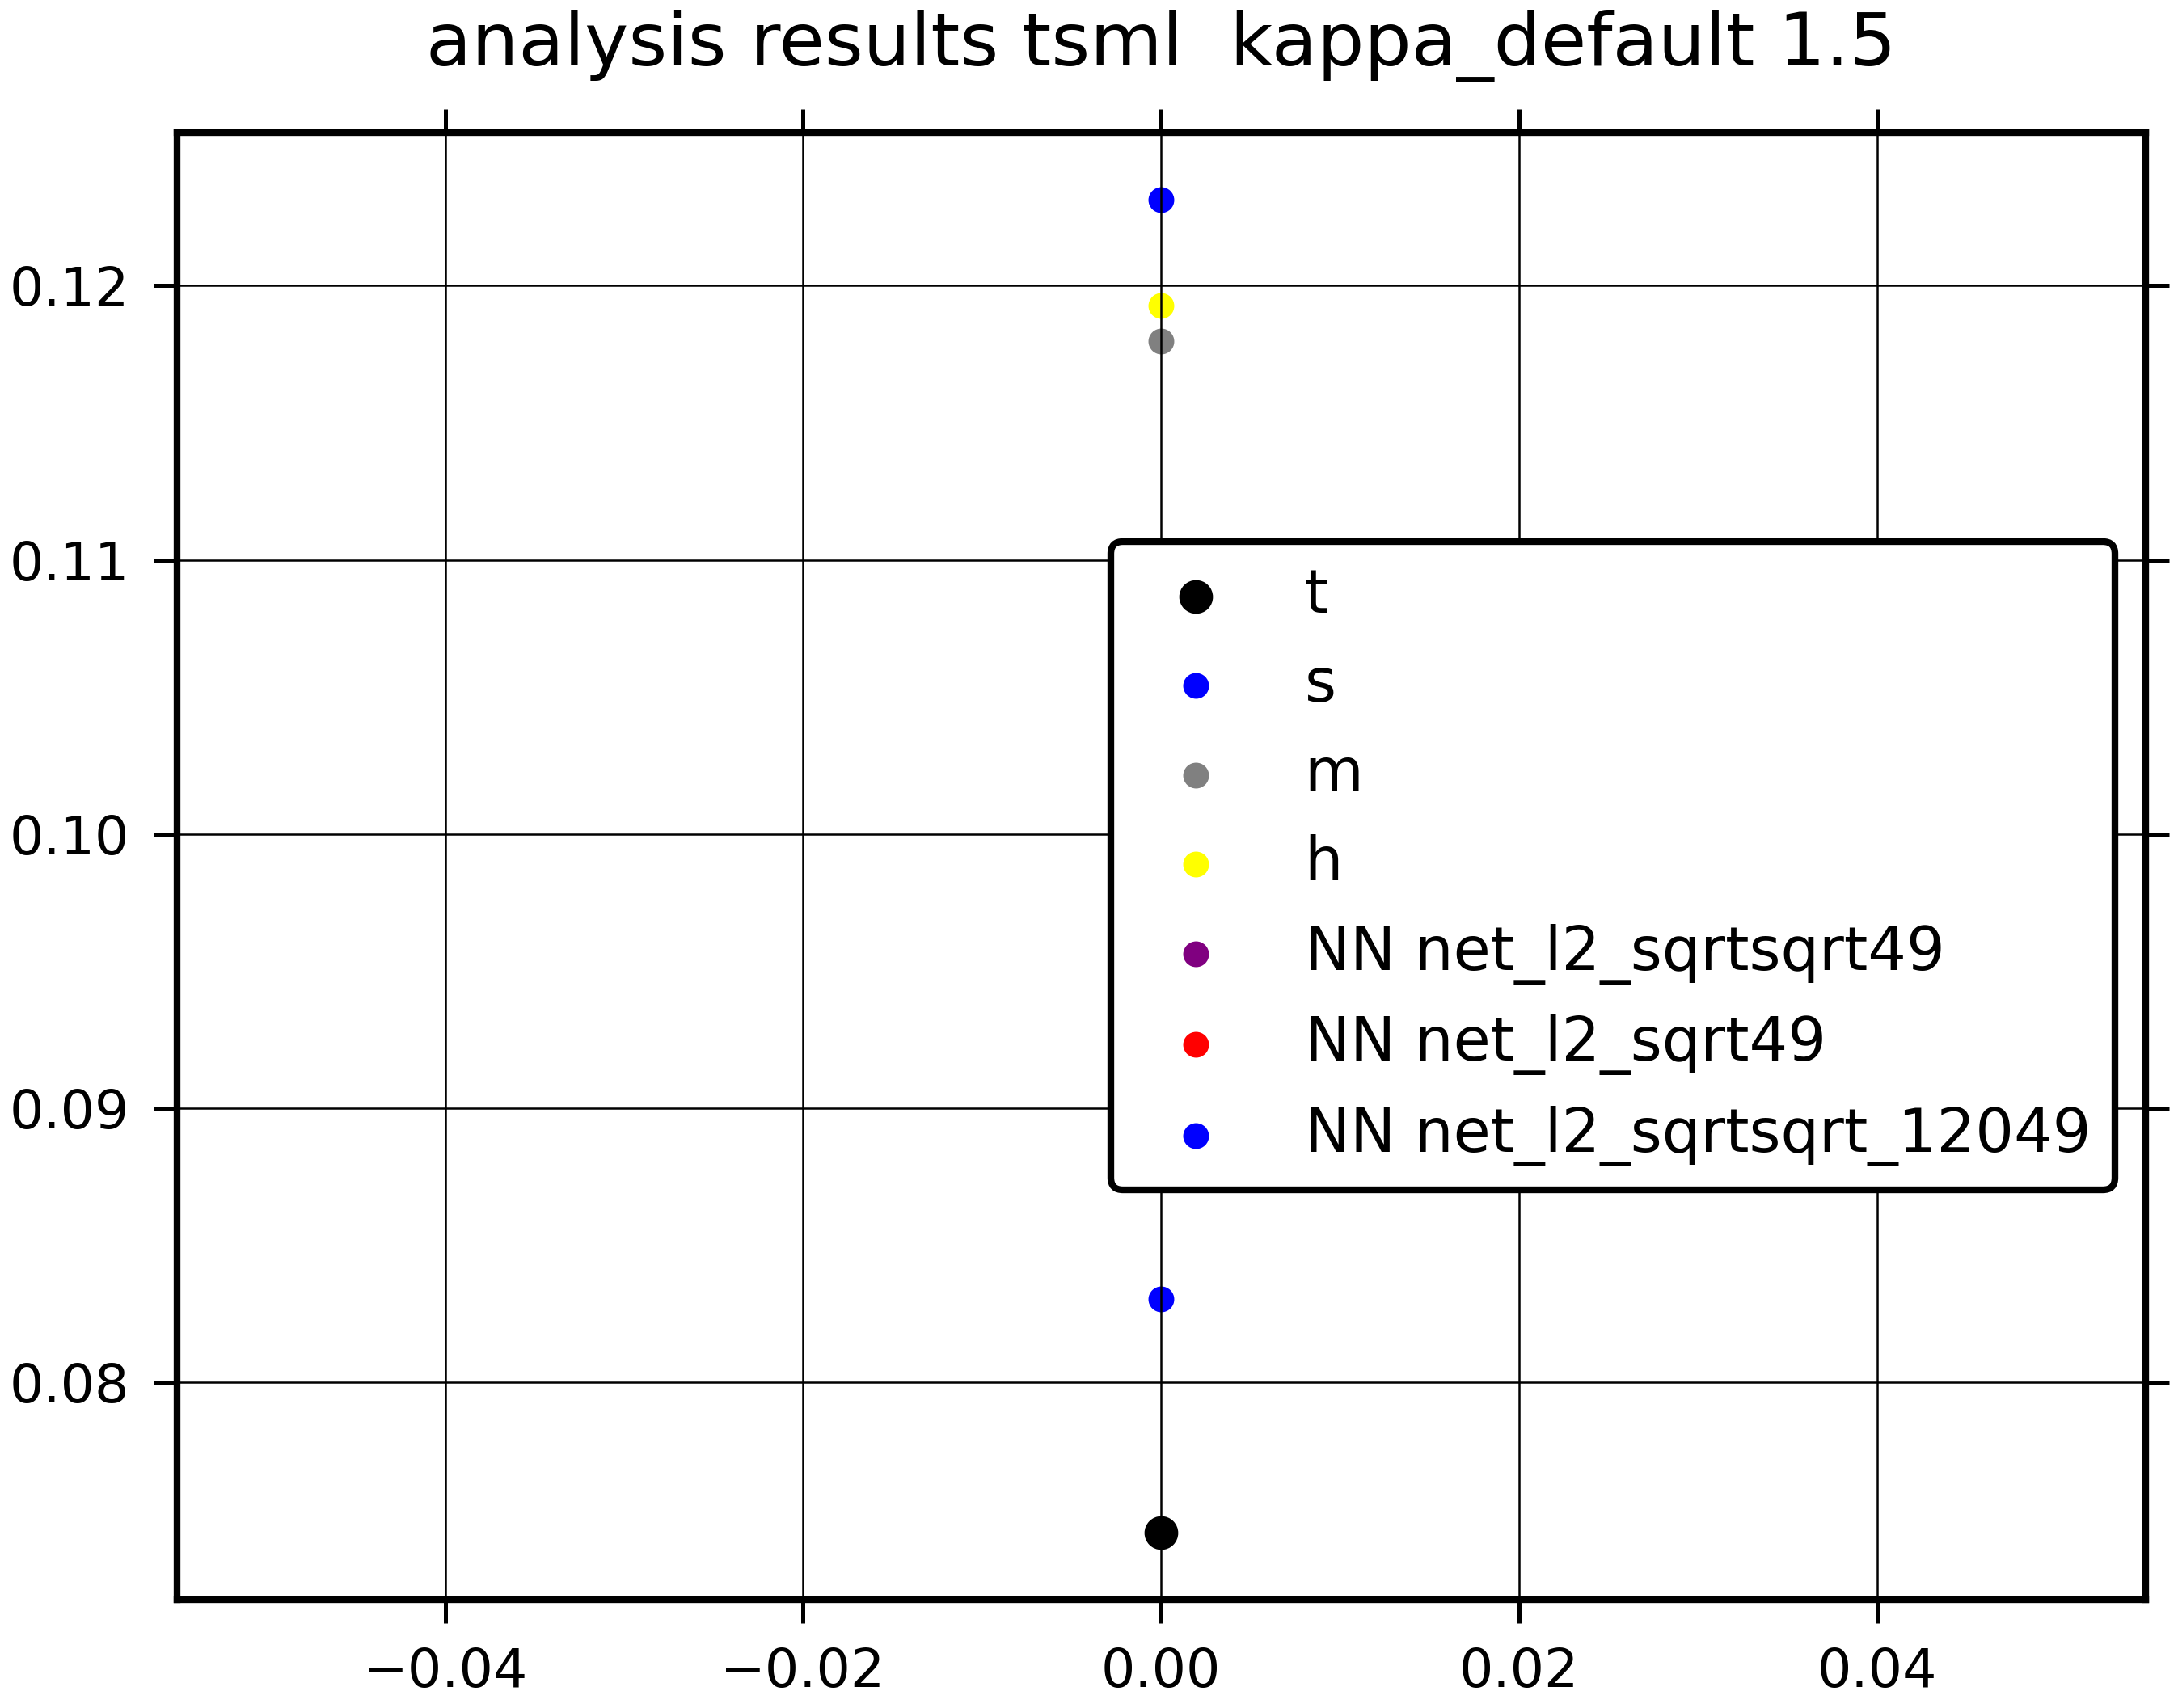 analysis results tsml  kappa_default 1.5
0.12
0.11
0.10
0.09
0.08
t
s
m
h
NN net_l2_sqrtsqrt49
NN net_l2_sqrt49
NN net_l2_sqrtsqrt_12049
−0.04 −0.02 0.00 0.02 0.04